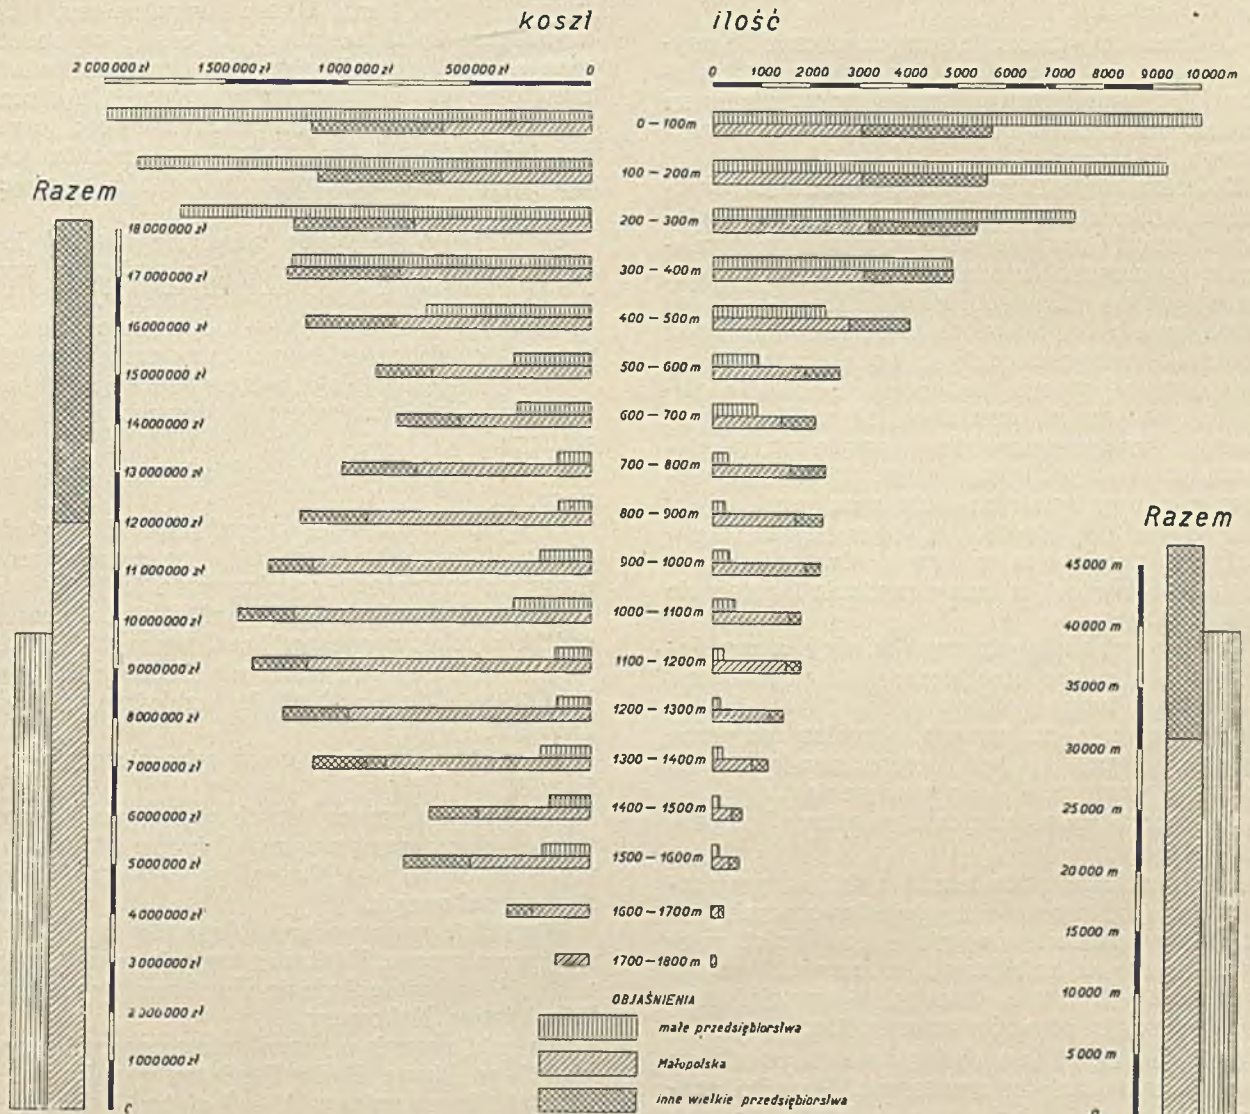 koszt ilość
2 000 000 zł 1 500 000 zł 1 000 000 zł 500 000 zł 0
0 1000 2000 3000 4000 5000 6000 7000 8000 9000 10000 m
0 – 100 m
100 – 200 m
Razem
200 – 300 m
18 000 000 zł
300 – 400 m
17 000 000 zł
400 – 500 m
16 000 000 zł
500 – 600 m
15 000 000 zł
600 – 700 m
14 000 000 zł
700 – 800 m
13 000 000 zł
800 – 900 m
12 000 000 zł
Razem
900 – 1000 m
11 000 000 zł
45 000 m
1000 – 1100 m
10 000 000 zł
40 000 m
1100 – 1200 m
9 000 000 zł
35 000 m
1200 – 1300 m
8 000 000 zł
30 000 m
1300 – 1400 m
7 000 000 zł
1400 – 1500 m
6 000 000 zł
25 000 m
1500 – 1600 m
5 000 000 zł
20 000 m
1600 – 1700 m
4 000 000 zł
15 000 m
1700 – 1800 m
3 000 000 zł
10 000 m
OBJAŚNIENIA
2 000 000 zł
małe przedsiębiorstwa
1 000 000 zł
Małopolska
5 000 m
inne wielkie przedsiębiorstwa
0
0